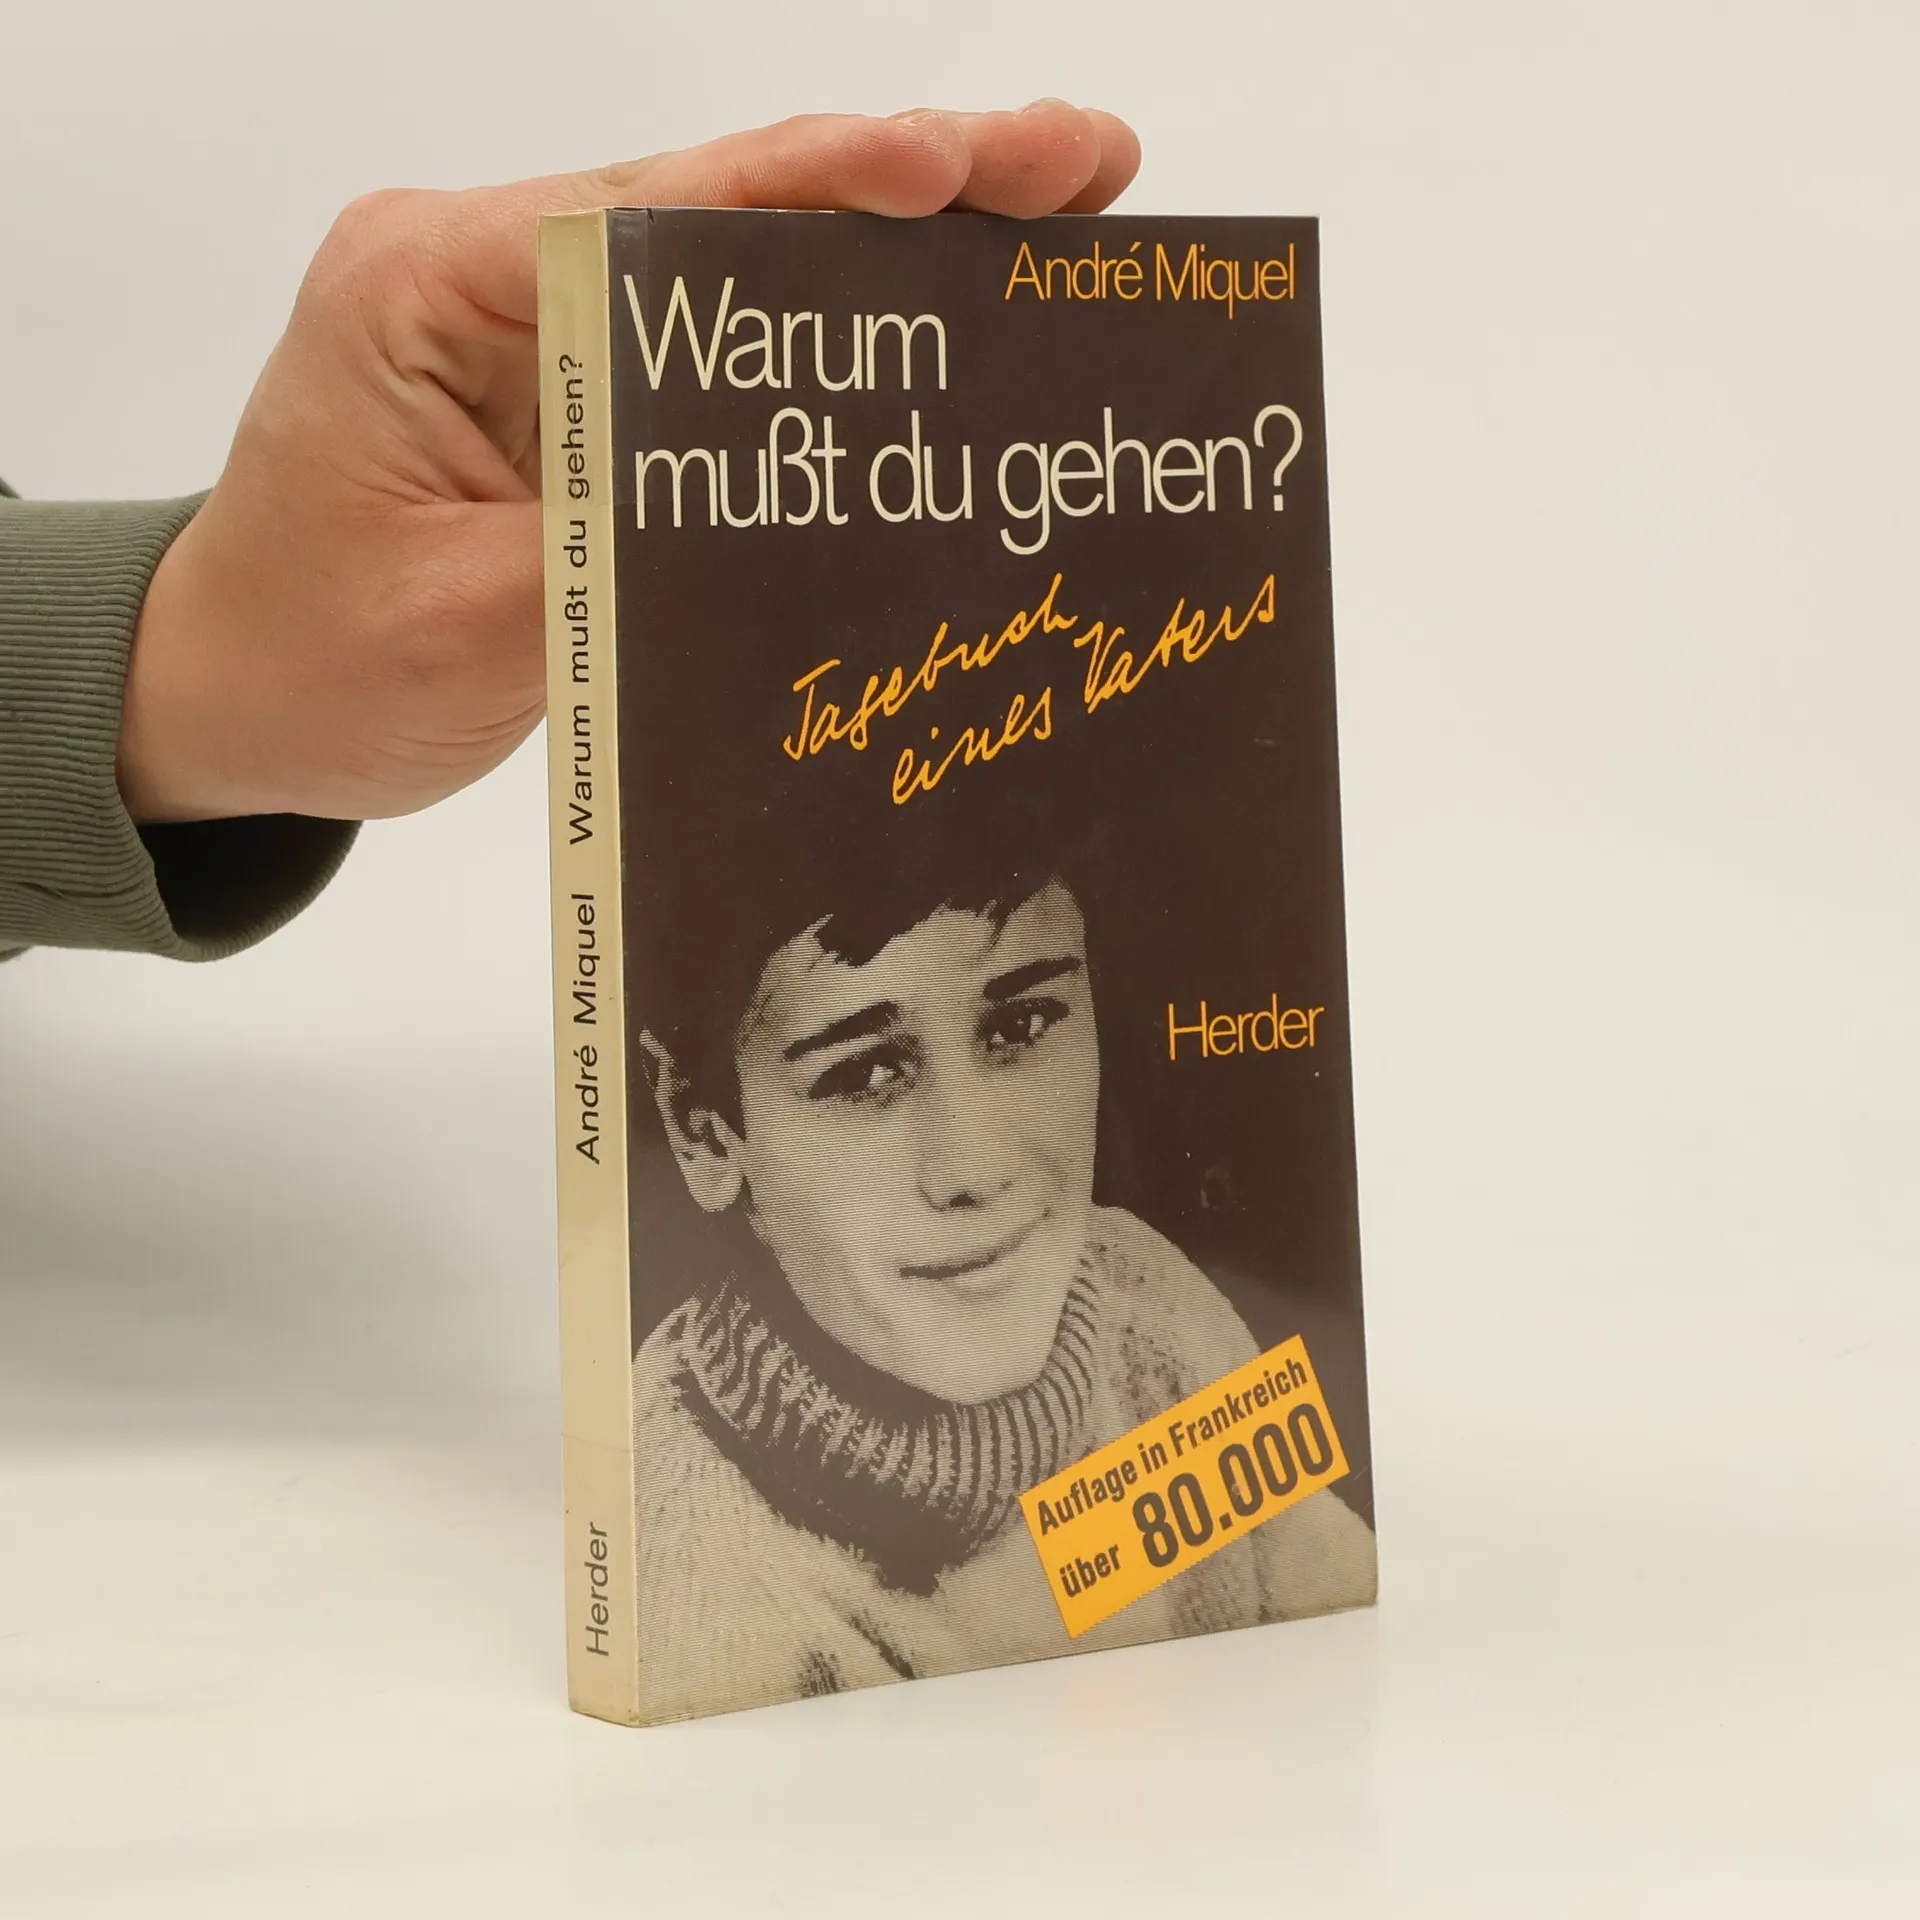 André Miquel
Warum
mußt du gehen?
Tagebuch
eines Vaters
Herder
Auflage in Frankreich
über 80.000
André Miquel Warum mußt du gehen?
Herder